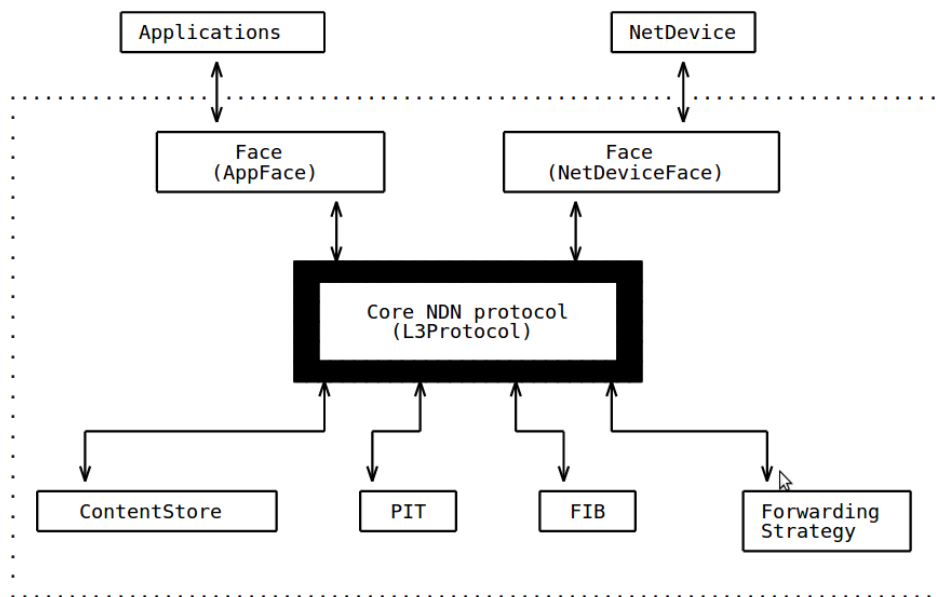 Applications
NetDevice
Face
(AppFace)
Face
(NetDeviceFace)
Core NDN protocol
(L3Protocol)
ContentStore
PIT
FIB
Forwarding
Strategy